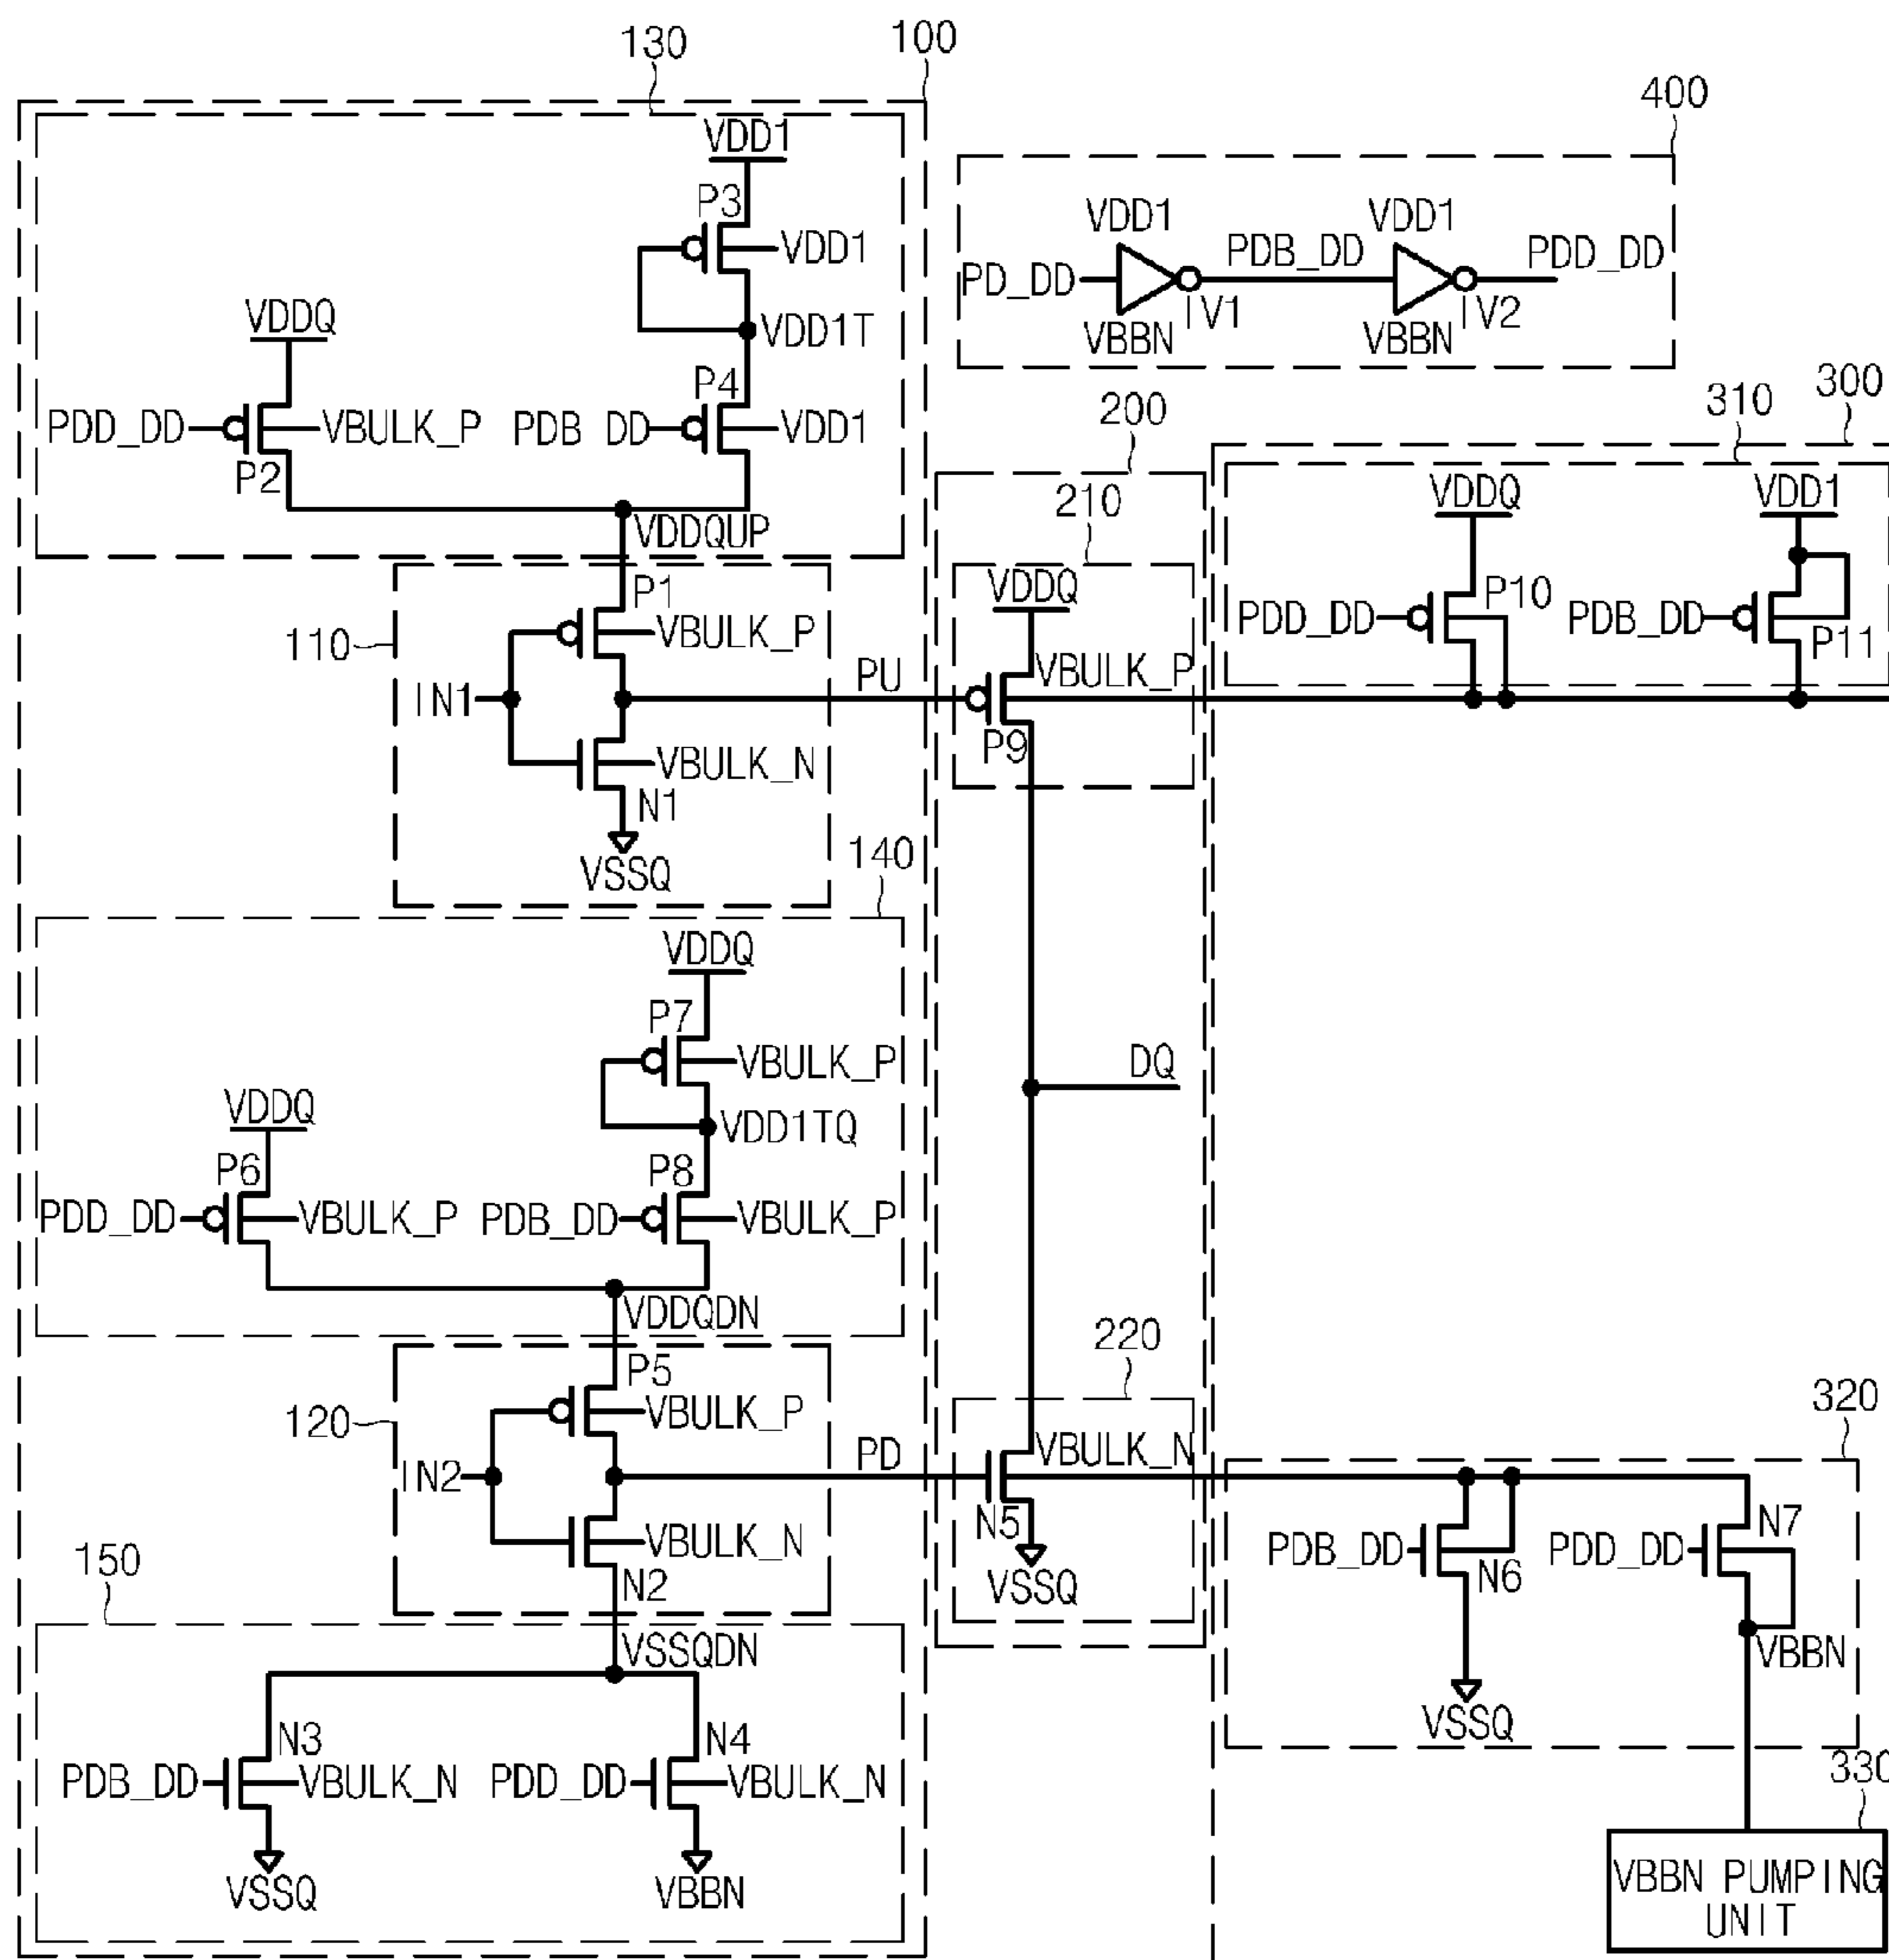 130
100
400
VDD1
P3
VDD1
VDD1T
VDDQ
P4
PDD_DD
VBULK_P
PDB DD
VDD1
P2
VDDQUP
VDD1
VDD1
PD_DD
PDB_DD
PDD_DD
IV1
IV2
VBBN
VBBN
200
210
310
300
110
P1
VBULK_P
IN1
PU
VBULK_N
N1
VSSQ
VDDQ
VBULK_P
P9
VDDQ
VDD1
PDD_DD
P10
PDB_DD
P11
140
VDDQ
P7
VBULK_P
VDD1TQ
VDDQ
P6
P8
PDD_DD
VBULK_P
PDB_DD
VBULK_P
VDDQDN
DQ
120
P5
VBULK_P
IN2
PD
VBULK_N
N2
220
VBULK_N
N5
VSSQ
320
PDB_DD
N6
PDD_DD
N7
VBBN
VSSQ
150
VSSQDN
N3
N4
PDB_DD
VBULK_N
PDD_DD
VBULK_N
VSSQ
VBBN
330
VBBN PUMPING
UNIT